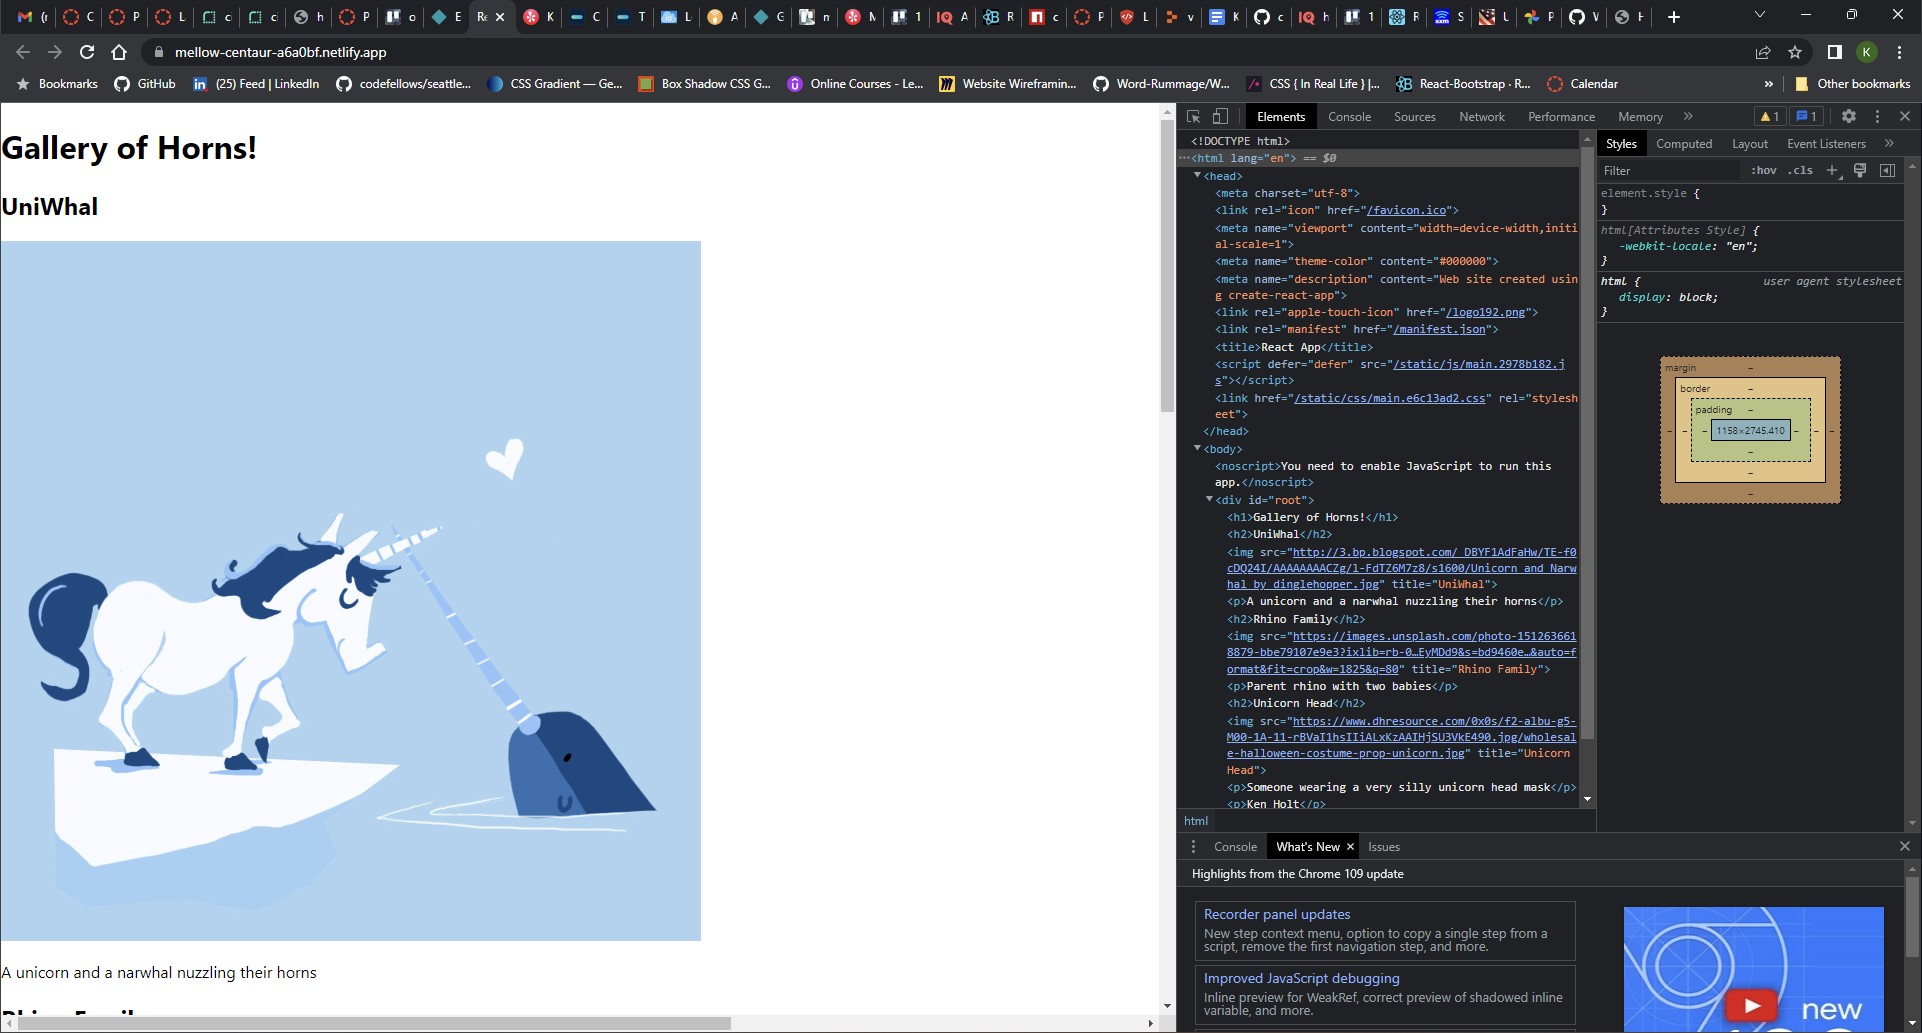 mellow-centaur-a6a0bf.netlify.app
K
Bookmarks
GitHub
(25) Feed | LinkedIn
codefellows/seattle...
CSS Gradient — Ge...
Box Shadow CSS G...
Online Courses - Le...
Website Wireframin...
Word-Rummage/W...
CSS { In Real Life } |...
React-Bootstrap · R...
Calendar
»
Other bookmarks
Gallery of Horns!
UniWhal
A unicorn and a narwhal nuzzling their horns
Elements Console Sources Network Performance Memory » 1 1
<!DOCTYPE html>
···<html lang="en"> == $0
<head>
<meta charset="utf-8">
<link rel="icon" href="/favicon.ico">
<meta name="viewport" content="width=device-width,initi
al-scale=1">
<meta name="theme-color" content="#000000">
<meta name="description" content="Web site created usin
g create-react-app">
<link rel="apple-touch-icon" href="/logo192.png">
<link rel="manifest" href="/manifest.json">
<title>React App</title>
<script defer="defer" src="/static/js/main.2978b182.j
s"></script>
<link href="/static/css/main.e6c13ad2.css" rel="stylesh
eet">
</head>
<body>
<noscript>You need to enable JavaScript to run this
app.</noscript>
<div id="root">
<h1>Gallery of Horns!</h1>
<h2>UniWhal</h2>
<img src="http://3.bp.blogspot.com/_DBYF1AdFaHw/TE-f0
cDQ24I/AAAAAAAACZg/l-FdTZ6M7z8/s1600/Unicorn_and_Narw
hal_by_dinglehopper.jpg" title="UniWhal">
<p>A unicorn and a narwhal nuzzling their horns</p>
<h2>Rhino Family</h2>
<img src="https://images.unsplash.com/photo-151263661
8879-bbe79107e9e3?ixlib=rb-0…EyMDd9&s=bd9460e…&auto=f
ormat&fit=crop&w=1825&q=80" title="Rhino Family">
<p>Parent rhino with two babies</p>
<h2>Unicorn Head</h2>
<img src="https://www.dhresource.com/0x0s/f2-albu-g5-
M00-1A-11-rBVaI1hsIIiALxKzAAIHjSU3VkE490.jpg/wholesal
e-halloween-costume-prop-unicorn.jpg" title="Unicorn
Head">
<p>Someone wearing a very silly unicorn head mask</p>
<p>Ken Holt</p>
html
Styles Computed Layout Event Listeners »
Filter :hov .cls +
element.style {
}
html[Attributes Style] {
-webkit-locale: "en";
}
html { user agent stylesheet
display: block;
}
margin –
border –
padding –
– – – 1158×2745.410 – – –
–
–
–
Console What's New × Issues
Highlights from the Chrome 109 update
Recorder panel updates
New step context menu, option to copy a single step from a
script, remove the first navigation step, and more.
Improved JavaScript debugging
Inline preview for WeakRef, correct preview of shadowed inline
variable, and more.
new